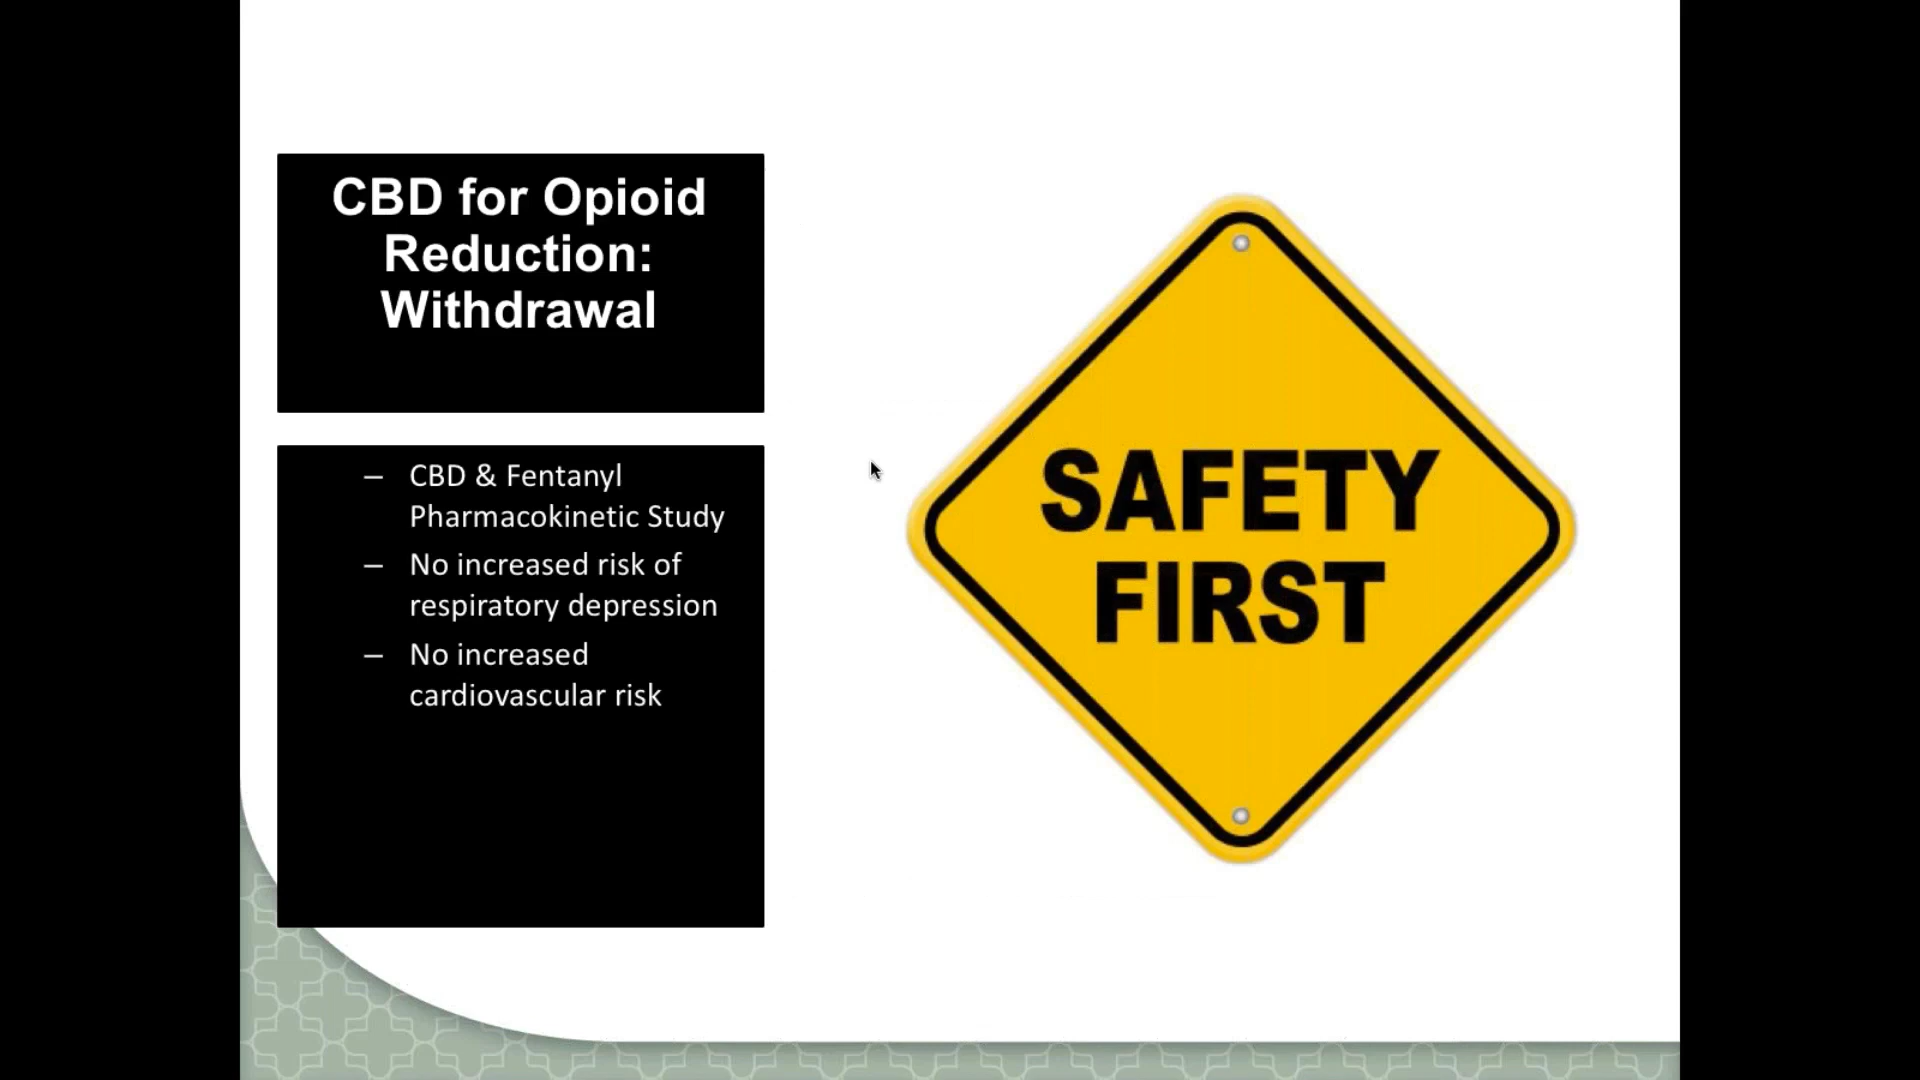 CBD for Opioid
Reduction:
Withdrawal
– CBD & Fentanyl
Pharmacokinetic Study
– No increased risk of
respiratory depression
– No increased
cardiovascular risk
SAFETY
FIRST